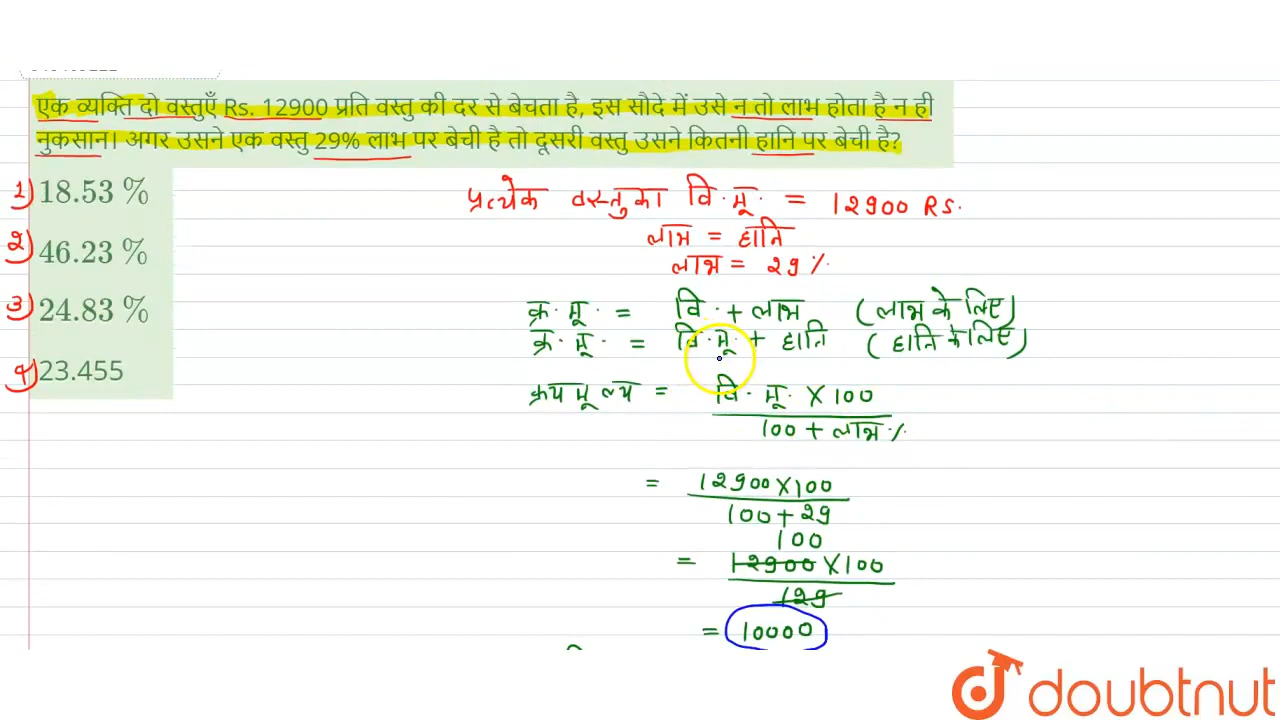 एक व्यक्ति दो वस्तुएँ Rs. 12900 प्रति वस्तु की दर से बेचता है, इस सौदे में उसे न तो लाभ होता है न ही
नुकसान। अगर उसने एक वस्तु 29% लाभ पर बेची है तो दूसरी वस्तु उसने कितनी हानि पर बेची है?
1) 18.53 %
2) 46.23 %
3) 24.83 %
4) 23.455
प्रत्येक वस्तु का वि. मू. = 12900 RS.
लाभ = हानि
लाभ = 29 %
क्र. मू. = वि. + लाभ (लाभ के लिए)
क्र. मू. = वि. मू. + हानि (हानि के लिए)
क्रय मूल्य = वि. मू. X 100
100 + लाभ %
= 12900 X 100
100 + 29
100
= 12900 X 100
129
= 10000
doubtnut